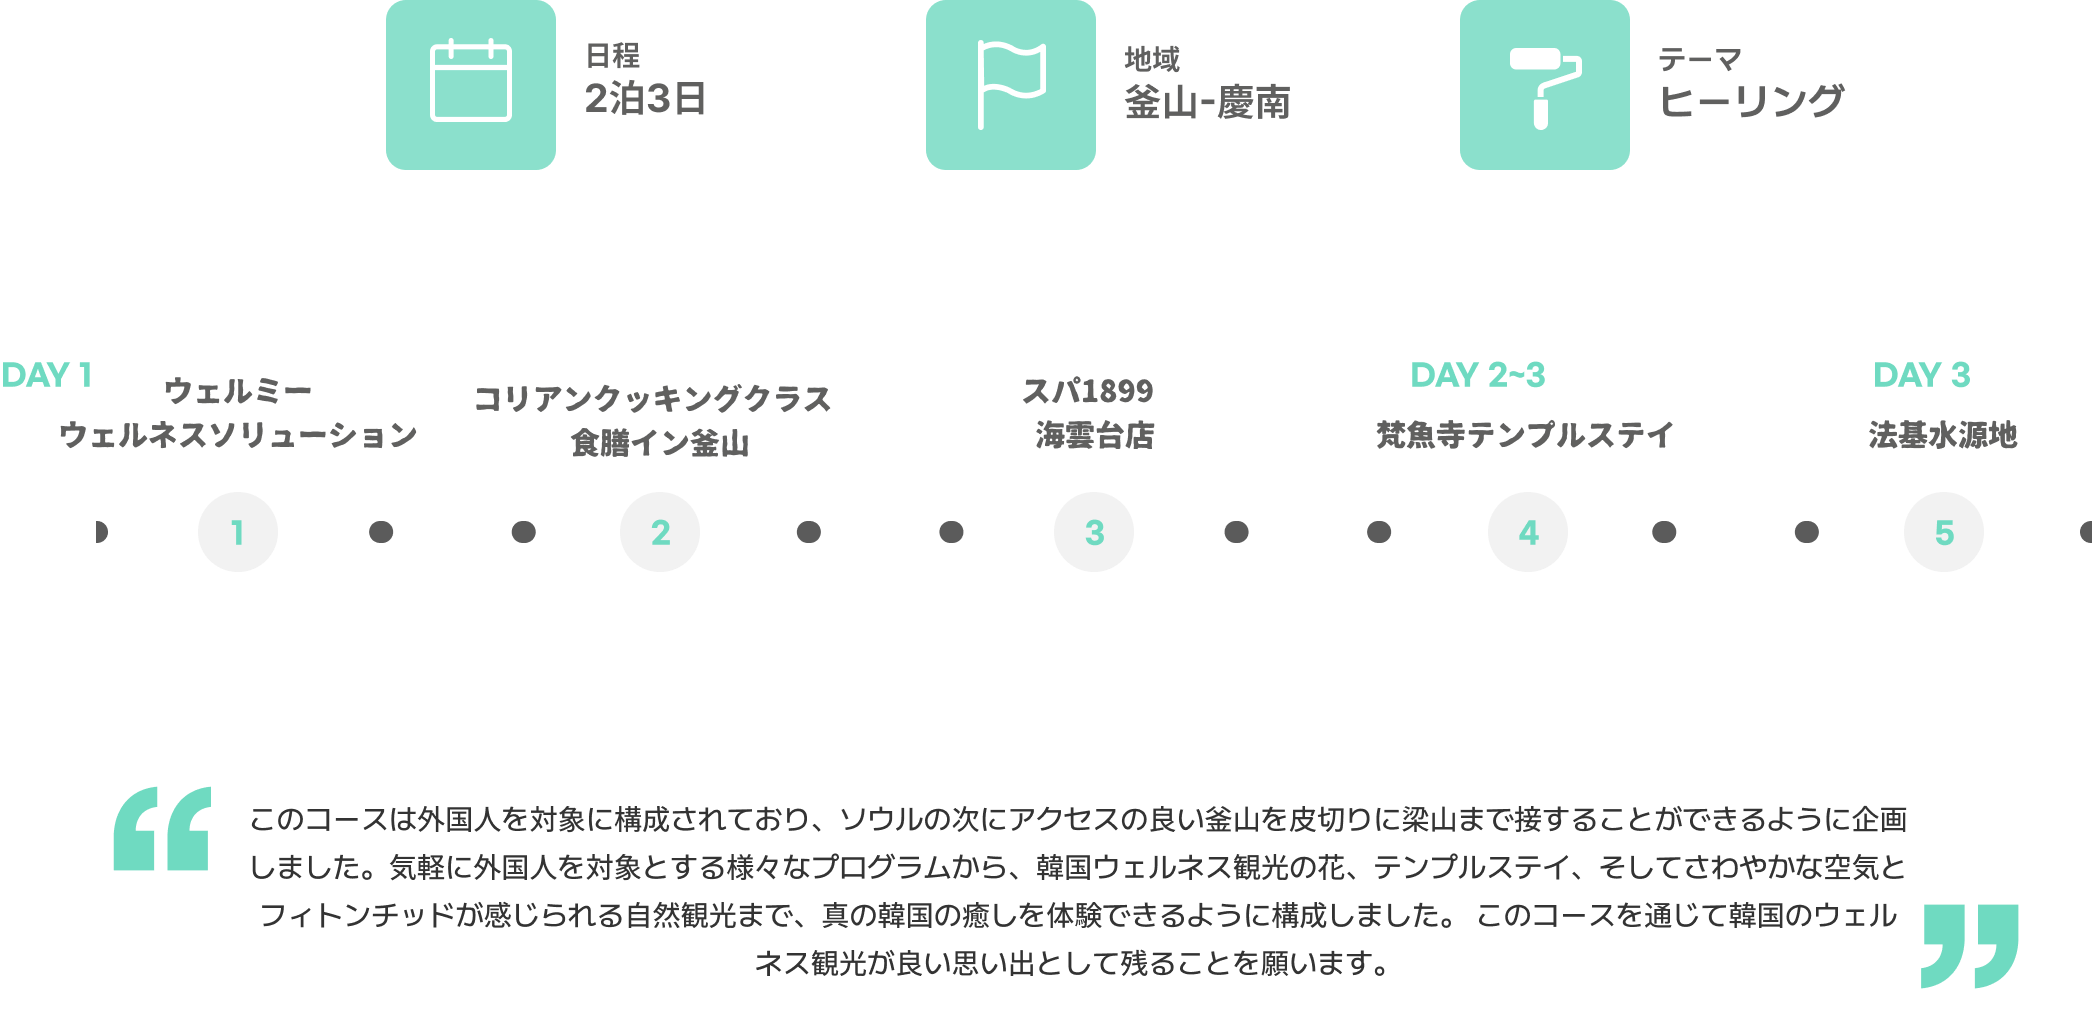 日程
2泊3日
地域
釜山-慶南
テーマ
ヒーリング
DAY 1
ウェルミー
ウェルネスソリューション
コリアンクッキングクラス
食膳イン釜山
スパ1899
海雲台店
DAY 2~3
梵魚寺テンプルステイ
DAY 3
法基水源地
1
2
3
4
5
“
このコースは外国人を対象に構成されており、ソウルの次にアクセスの良い釜山を皮切りに梁山まで接することができるように企画
しました。気軽に外国人を対象とする様々なプログラムから、韓国ウェルネス観光の花、テンプルステイ、そしてさわやかな空気と
フィトンチッドが感じられる自然観光まで、真の韓国の癒しを体験できるように構成しました。 このコースを通じて韓国のウェル
ネス観光が良い思い出として残ることを願います。
”